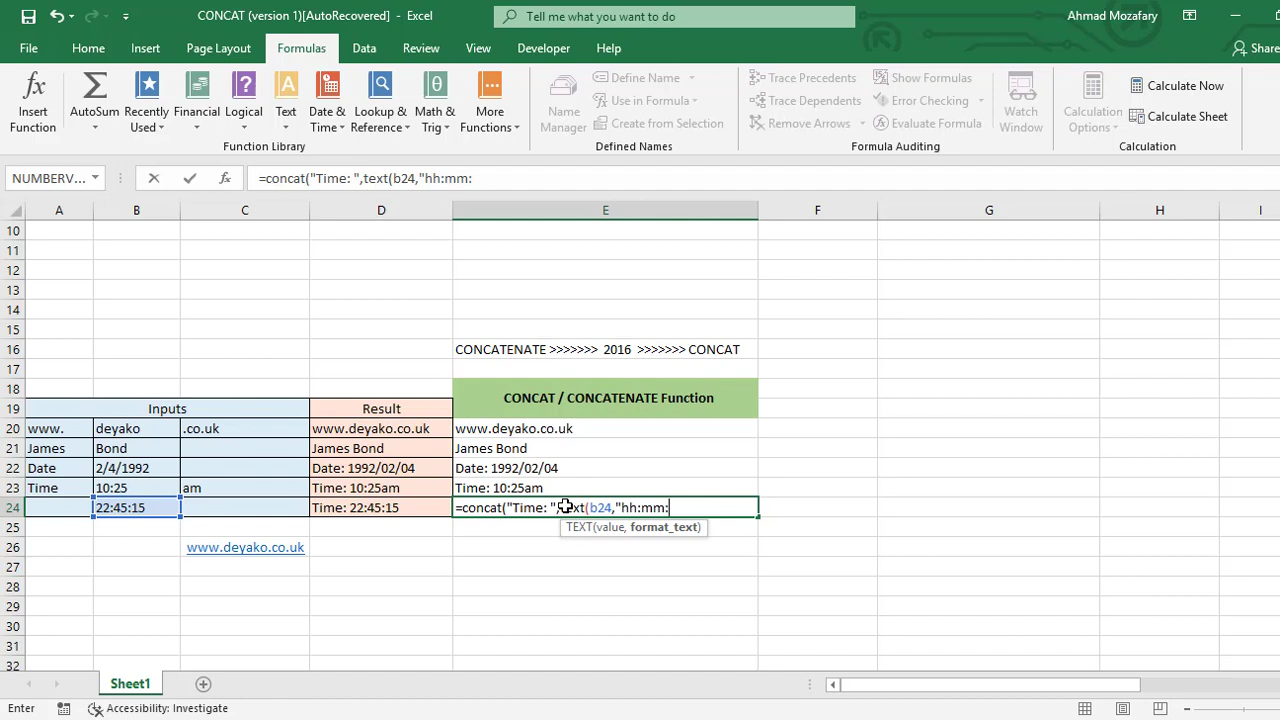 CONCAT (version 1)[AutoRecovered] - Excel
Tell me what you want to do
Ahmad Mozafary
File Home Insert Page Layout Formulas Data Review View Developer Help Share
Insert Function
AutoSum
Recently Used
Financial
Logical
Text
Date & Time
Lookup & Reference
Math & Trig
More Functions
Function Library
Name Manager
Define Name
Use in Formula
Create from Selection
Defined Names
Trace Precedents
Trace Dependents
Remove Arrows
Show Formulas
Error Checking
Evaluate Formula
Formula Auditing
Watch Window
Calculation Options
Calculate Now
Calculate Sheet
Calculation
NUMBERV... fx =concat("Time: ",text(b24,"hh:mm:
A B C D E F G H I
10
11
12
13
14
15
16 CONCATENATE >>>>>>> 2016 >>>>>>> CONCAT
17
18 CONCAT / CONCATENATE Function
19 Inputs Result
20 www. deyako .co.uk www.deyako.co.uk www.deyako.co.uk
21 James Bond James Bond James Bond
22 Date 2/4/1992 Date: 1992/02/04 Date: 1992/02/04
23 Time 10:25 am Time: 10:25am Time: 10:25am
24 22:45:15 Time: 22:45:15 =concat("Time: ",text(b24,"hh:mm:
25 TEXT(value, format_text)
26 www.deyako.co.uk
27
28
29
30
31
32
Sheet1
Enter Accessibility: Investigate